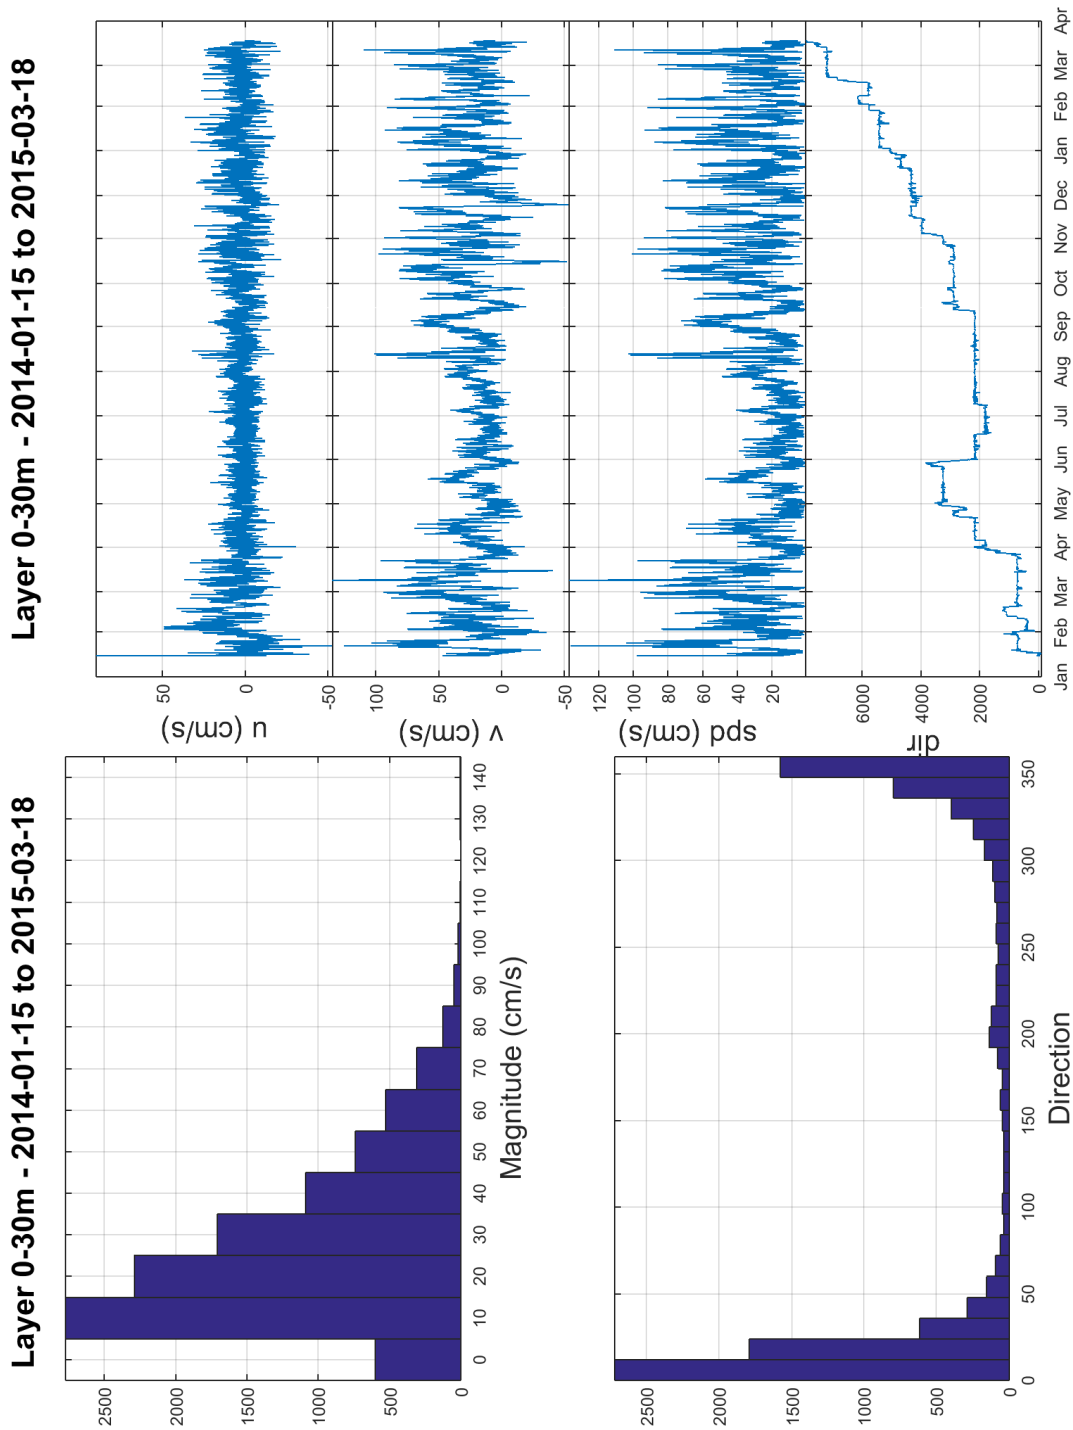 Layer 0-30m - 2014-01-15 to 2015-03-18
2500
2000
1500
1000
500
0
0 10 20 30 40 50 60 70 80 90 100 110 120 130 140
Magnitude (cm/s)
2500
2000
1500
1000
500
0
0 50 100 150 200 250 300 350
Direction
Layer 0-30m - 2014-01-15 to 2015-03-18
u (cm/s)
50
0
-50
v (cm/s)
100
50
0
-50
spd (cm/s)
120
100
80
60
40
20
dir
6000
4000
2000
0
Jan Feb Mar Apr May Jun Jul Aug Sep Oct Nov Dec Jan Feb Mar Apr